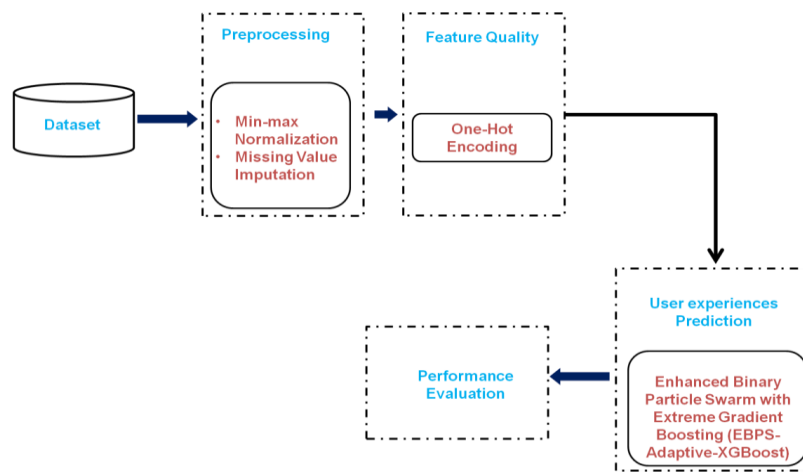 Preprocessing
Feature Quality
Dataset
• Min-max
Normalization
• Missing Value
Imputation
One-Hot
Encoding
User experiences
Prediction
Enhanced Binary
Particle Swarm with
Extreme Gradient
Boosting (EBPS-
Adaptive-XGBoost)
Performance
Evaluation